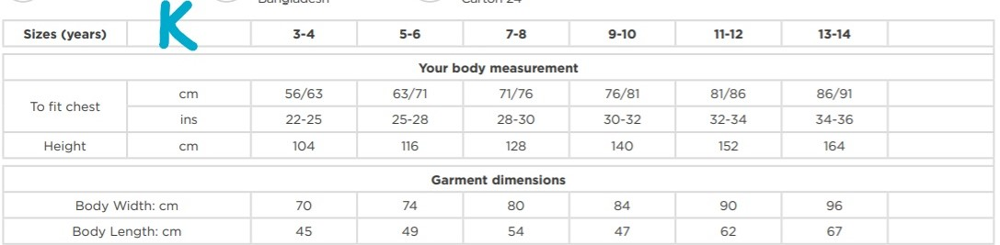 Bangladesh Carton 24
K
Sizes (years) 3-4 5-6 7-8 9-10 11-12 13-14
Your body measurement
To fit chest cm 56/63 63/71 71/76 76/81 81/86 86/91
ins 22-25 25-28 28-30 30-32 32-34 34-36
Height cm 104 116 128 140 152 164
Garment dimensions
Body Width: cm 70 74 80 84 90 96
Body Length: cm 45 49 54 47 62 67